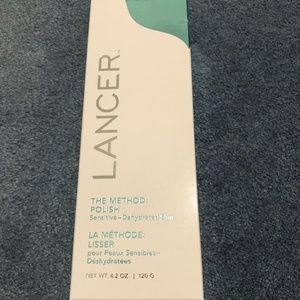 LANCER™
THE METHOD:
POLISH
Sensitive–Dehydrated Skin
LA MÉTHODE:
LISSER
pour Peaux Sensibles–
Déshydratées
NET WT. 4.2 OZ. | 120 G